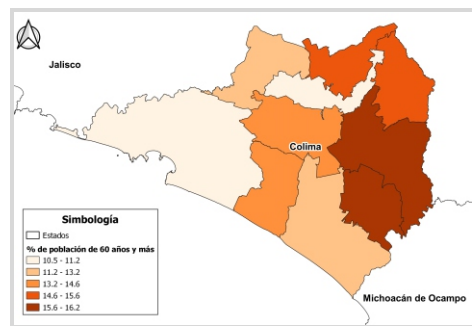 Jalisco
Colima
Simbología
Estados
% de población de 60 años y más
10.5 - 11.2
11.2 - 13.2
13.2 - 14.6
14.6 - 15.6
15.6 - 16.2
Michoacán de Ocampo